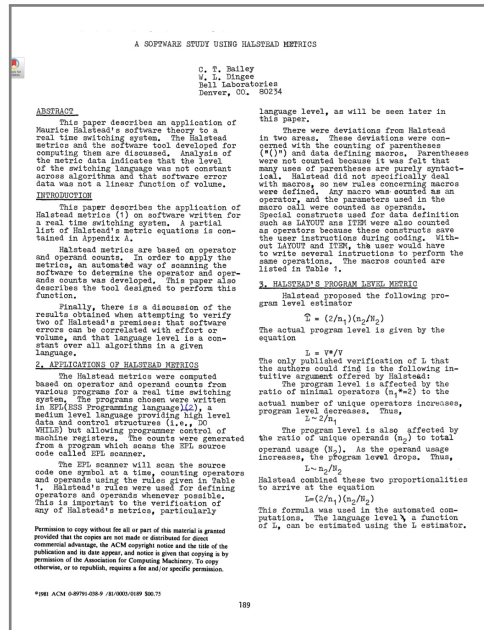 A SOFTWARE STUDY USING HALSTEAD METRICS
C. T. Bailey
W. L. Dingee
Bell Laboratories
Denver, CO. 80234
ABSTRACT
This paper describes an application of
Maurice Halstead's software theory to a
real time switching system. The Halstead
metrics and the software tool developed for
computing them are discussed. Analysis of
the metric data indicates that the level
of the switching language was not constant
across algorithms and that software error
data was not a linear function of volume.
INTRODUCTION
This paper describes the application of
Halstead metrics (1) on software written for
a real time switching system. A partial
list of Halstead's metric equations is con-
tained in Appendix A.
Halstead metrics are based on operator
and operand counts. In order to apply the
metrics, an automated way of scanning the
software to determine the operator and oper-
ands counts was developed. This paper also
describes the tool designed to perform this
function.
Finally, there is a discussion of the
results obtained when attempting to verify
two of Halstead's premises: that software
errors can be correlated with effort or
volume, and that language level is a con-
stant over all algorithms in a given
language.
2. APPLICATIONS OF HALSTEAD METRICS
The Halstead metrics were computed
based on operator and operand counts from
various programs for a real time switching
system. The programs chosen were written
in EPL(ESS Programming language)(2), a
medium level language providing high level
data and control structures (i.e., DO
WHILE) but allowing programer control of
machine registers. The counts were generated
from a program which scans the EPL source
code called EPL scanner.
The EPL scanner will scan the source
code one symbol at a time, counting operators
and operands using the rules given in Table
1. Halstead's rules were used for defining
operators and operands whenever possible.
This is important to the verification of
any of Halstead's metrics, particularly
Permission to copy without fee all or part of this material is granted
provided that the copies are not made or distributed for direct
commercial advantage, the ACM copyright notice and the title of the
publication and its date appear, and notice is given that copying is by
permission of the Association for Computing Machinery. To copy
otherwise, or to republish, requires a fee and/or specific permission.
©1981 ACM 0-89791-038-9 /81/0003/0189 $00.75
language level, as will be seen later in
this paper.
There were deviations from Halstead
in two areas. These deviations were con-
cerned with the counting of parentheses
("()") and data defining macros. Parentheses
were not counted because it was felt that
many uses of parentheses are purely syntact-
ical. Halstead did not specifically deal
with macros, so new rules concerning macros
were defined. Any macro was counted as an
operator, and the parameters used in the
macro call were counted as operands.
Special constructs used for data definition
such as LAYOUT ans ITEM were also counted
as operators because these constructs save
the user instructions during coding. With-
out LAYOUT and ITEM, the user would have
to write several instructions to perform the
same operations. The macros counted are
listed in Table 1.
3. HALSTEAD'S PROGRAM LEVEL METRIC
Halstead proposed the following pro-
gram level estimator
L̂ = (2/n₁)(n₂/N₂)
The actual program level is given by the
equation
L = V*/V
The only published verification of L that
the authors could find is the following in-
tuitive argument offered by Halstead:
The program level is affected by the
ratio of minimal operators (n₁*=2) to the
actual number of unique operators increases,
program level decreases. Thus,
L ~ 2/n₁
The program level is also affected by
the ratio of unique operands (n₂) to total
operand usage (N₂). As the operand usage
increases, the program level drops. Thus,
L~ n₂/N₂
Halstead combined these two proportionalities
to arrive at the equation
L=(2/n₁)(n₂/N₂)
This formula was used in the automated com-
putations. The language level λ, a function
of L, can be estimated using the L estimator.
189